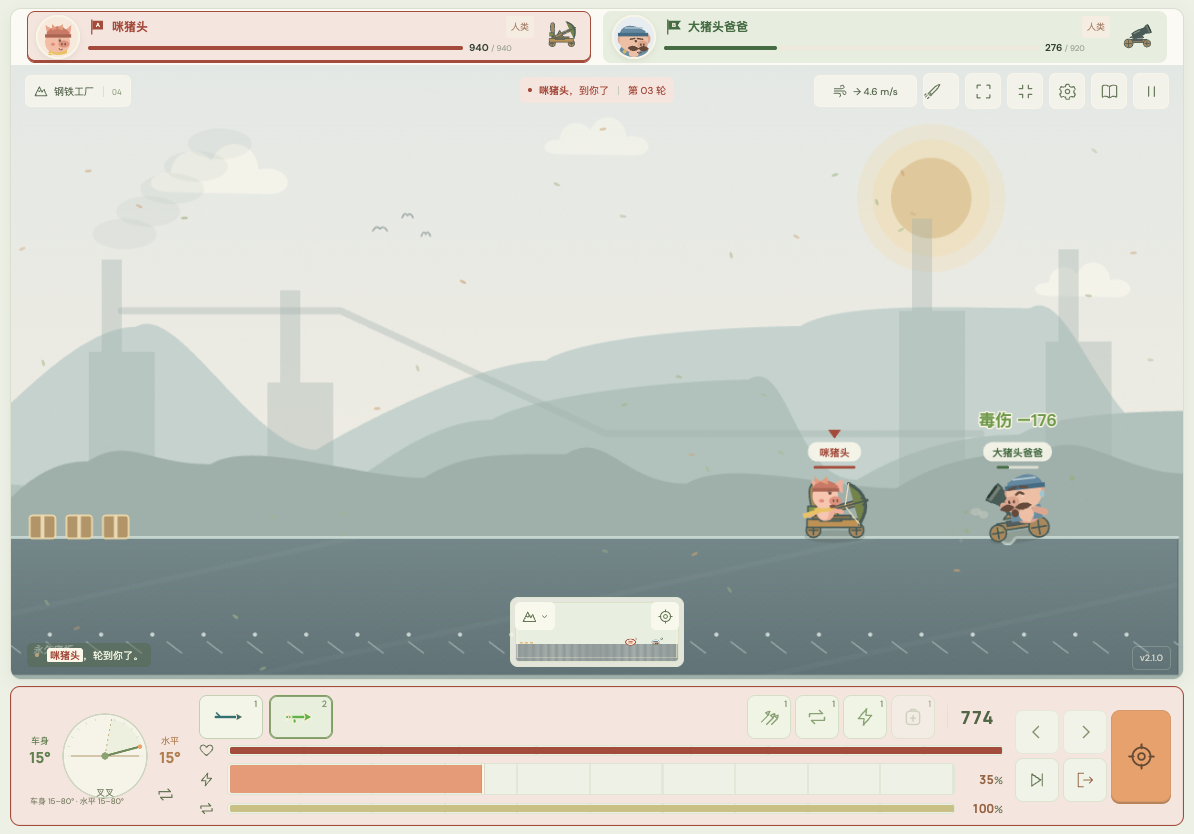 咪猪头
人类
940 / 940
大猪头爸爸
人类
276 / 920
钢铁工厂 04
咪猪头，到你了 第 03 轮
→ 4.6 m/s
毒伤 −176
咪猪头
大猪头爸爸
咪猪头，轮到你了。
v2.1.0
1
2
1
1
1
1
774
车身
15°
水平
15°
叉叉
车身 15–80° · 水平 15–80°
35%
100%